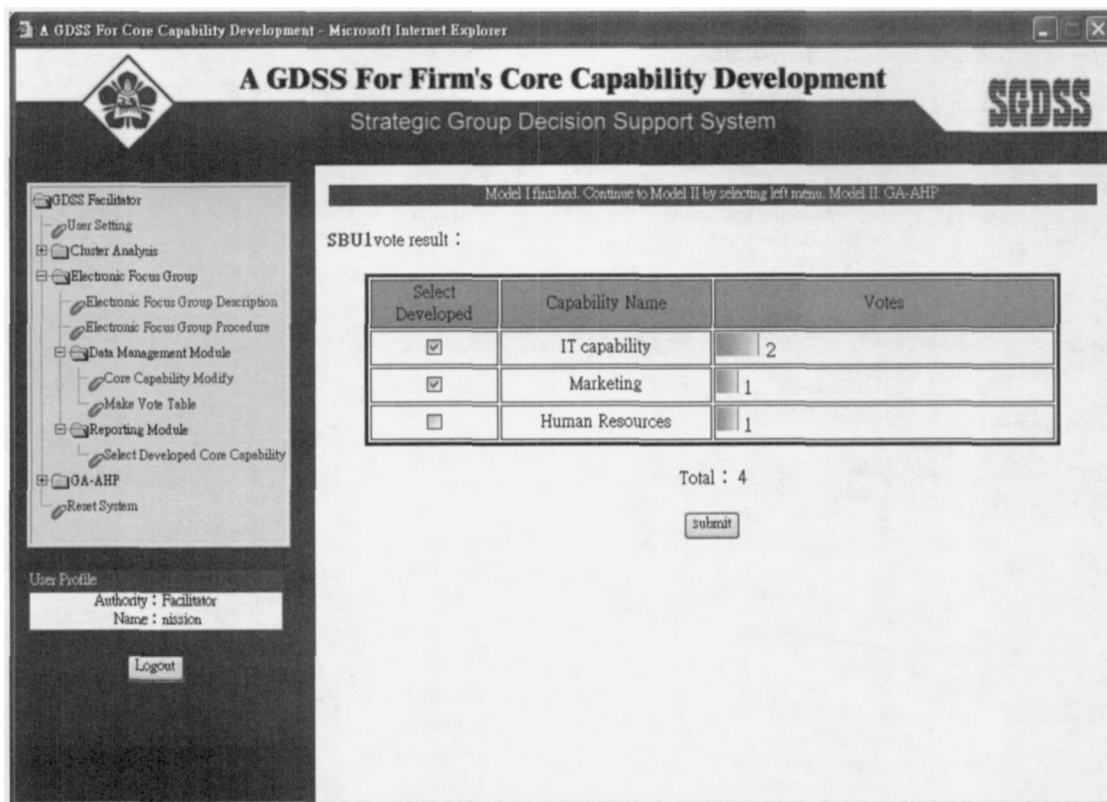 A GDSS For Core Capability Development - Microsoft Internet Explorer
A GDSS For Firm's Core Capability Development
Strategic Group Decision Support System
SGDSS
GDSS Facilitator
User Setting
Cluster Analysis
Electronic Focus Group
Electronic Focus Group Description
Electronic Focus Group Procedure
Data Management Module
Core Capability Modify
Make Vote Table
Reporting Module
Select Developed Core Capability
GA-AHP
Reset System
User Profile
Authority：Facilitator
Name：nission
Logout
Model I finished. Continue to Model II by selecting left menu. Model II: GA-AHP
SBU1vote result：
Select Developed Capability Name Votes
IT capability 2
Marketing 1
Human Resources 1
Total：4
submit